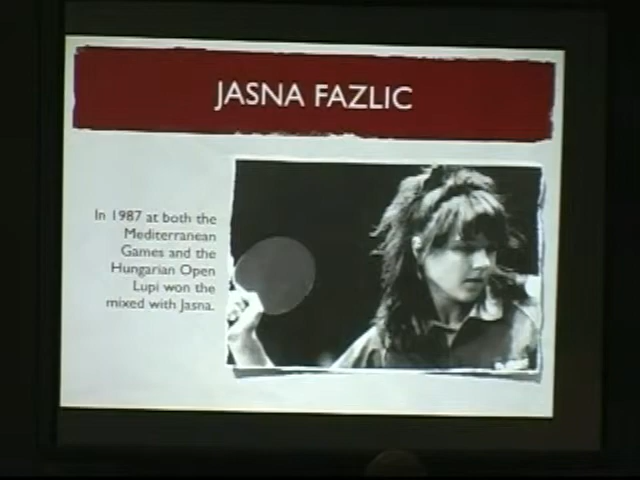 JASNA FAZLIC
In 1987 at both the
Mediterranean
Games and the
Hungarian Open
Lupi won the
mixed with Jasna.